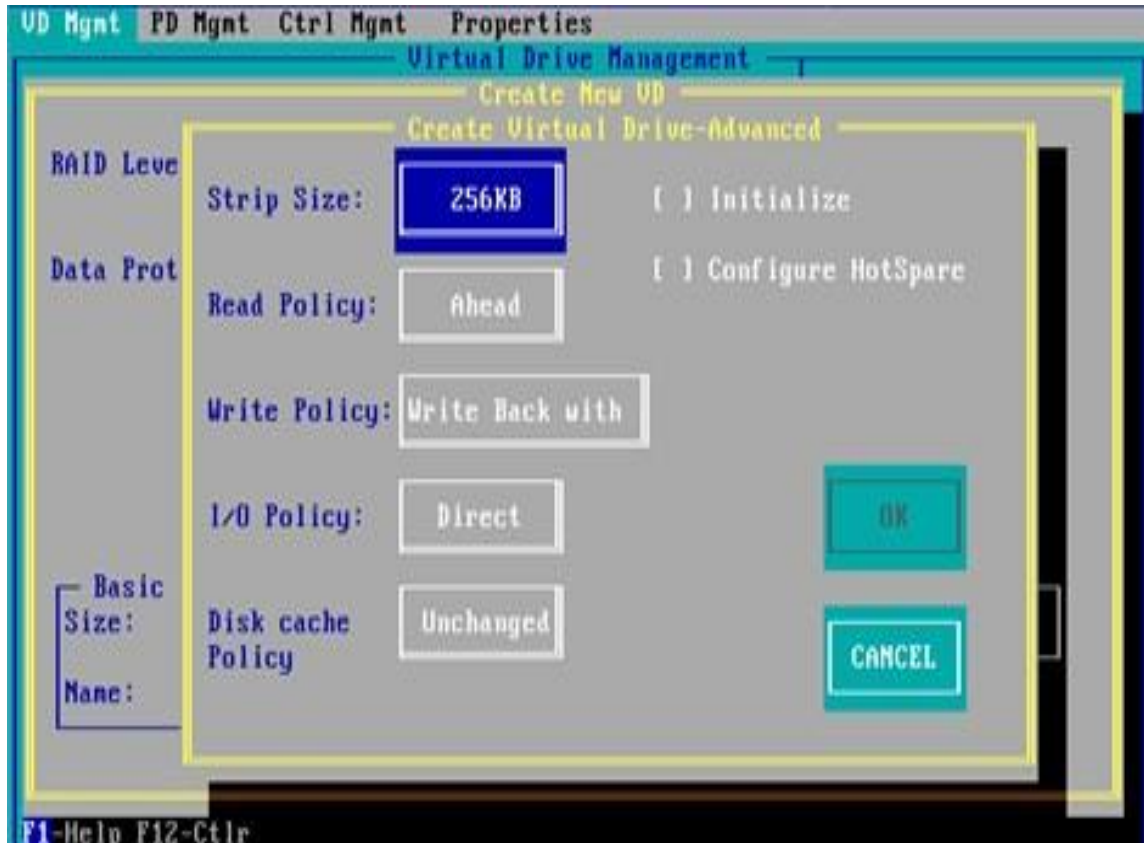 VD Mgmt PD Mgmt Ctrl Mgmt Properties
Virtual Drive Management
Create New VD
Create Virtual Drive-Advanced
RAID Leve
Strip Size: 256KB [ ] Initialize
Data Prot
[ ] Configure HotSpare
Read Policy: Ahead
Write Policy: Write Back with
I/O Policy: Direct
OK
Basic
Size:
Disk cache Unchanged
Policy
CANCEL
Name:
F1-Help F12-Ctlr